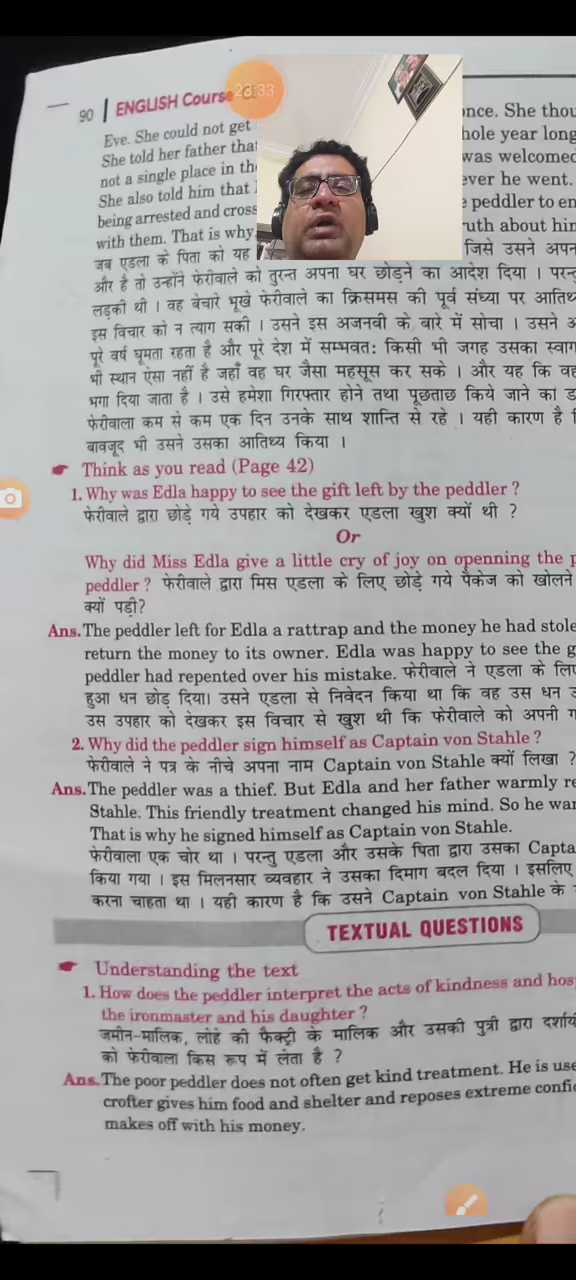 90 | ENGLISH Course
23:33
Eve. She could not get
once. She thou
She told her father tha
hole year long
not a single place in th
was welcomed
She also told him that
ever he went.
being arrested and cross
e peddler to en
with them. That is why
ruth about him
जब एडला के पिता को यह
जिसे उसने अपन
और है तो उन्होंने फेरीवाले को तुरन्त अपना घर छोड़ने का आदेश दिया । परन्
लड़की थी । वह बेचारे भूखे फेरीवाले का क्रिसमस की पूर्व संध्या पर आतिथ
इस विचार को न त्याग सकी । उसने इस अजनबी के बारे में सोचा । उसने अ
पूरे वर्ष घूमता रहता है और पूरे देश में सम्भवतः किसी भी जगह उसका स्वाग
भी स्थान ऐसा नहीं है जहाँ वह घर जैसा महसूस कर सके । और यह कि वह
भगा दिया जाता है । उसे हमेशा गिरफ्तार होने तथा पूछताछ किये जाने का ड
फेरीवाला कम से कम एक दिन उनके साथ शान्ति से रहे । यही कारण है
बावजूद भी उसने उसका आतिथ्य किया ।
☛ Think as you read (Page 42)
1. Why was Edla happy to see the gift left by the peddler ?
फेरीवाले द्वारा छोड़े गये उपहार को देखकर एडला खुश क्यों थी ?
Or
Why did Miss Edla give a little cry of joy on openning the p
peddler ? फेरीवाले द्वारा मिस एडला के लिए छोड़े गये पैकेज को खोलने
क्यों पड़ी?
Ans. The peddler left for Edla a rattrap and the money he had stole
return the money to its owner. Edla was happy to see the g
peddler had repented over his mistake. फेरीवाले ने एडला के लिए
हुआ धन छोड़ दिया। उसने एडला से निवेदन किया था कि वह उस धन उ
उस उपहार को देखकर इस विचार से खुश थी कि फेरीवाले को अपनी ग
2. Why did the peddler sign himself as Captain von Stahle ?
फेरीवाले ने पत्र के नीचे अपना नाम Captain von Stahle क्यों लिखा ?
Ans. The peddler was a thief. But Edla and her father warmly re
Stahle. This friendly treatment changed his mind. So he wan
That is why he signed himself as Captain von Stahle.
फेरीवाला एक चोर था । परन्तु एडला और उसके पिता द्वारा उसका Capta
किया गया । इस मिलनसार व्यवहार ने उसका दिमाग बदल दिया । इसलिए
करना चाहता था । यही कारण है कि उसने Captain von Stahle के
TEXTUAL QUESTIONS
☛ Understanding the text
1. How does the peddler interpret the acts of kindness and hos
the ironmaster and his daughter ?
जमीन-मालिक, लोहे की फैक्ट्री के मालिक और उसकी पुत्री द्वारा दर्शाय
को फेरीवाला किस रूप में लेता है ?
Ans. The poor peddler does not often get kind treatment. He is use
crofter gives him food and shelter and reposes extreme confid
makes off with his money.